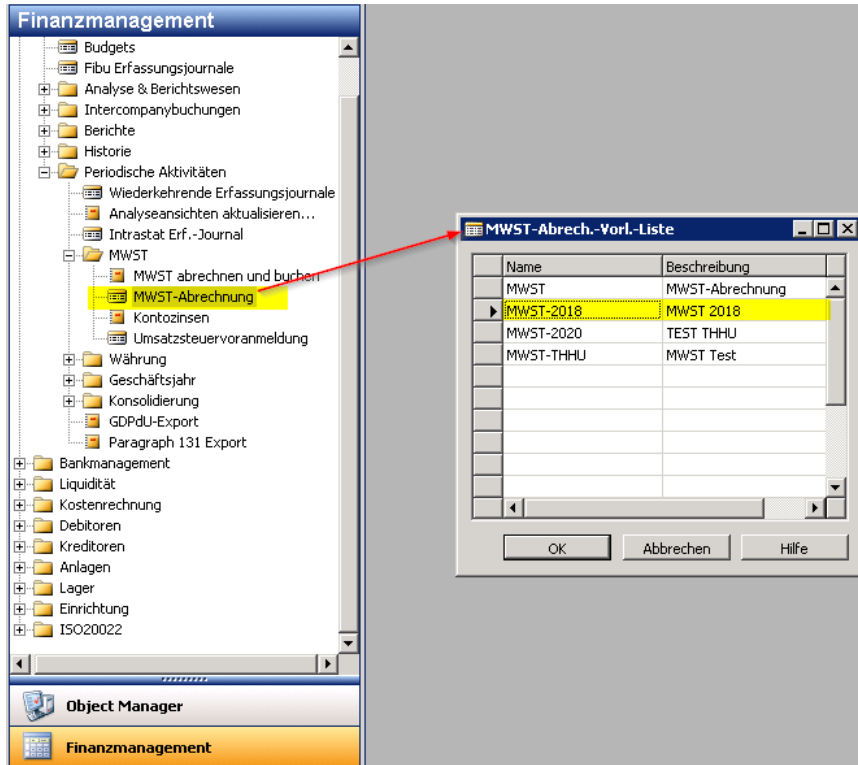 Finanzmanagement
Budgets
Fibu Erfassungsjournale
Analyse & Berichtswesen
Intercompanybuchungen
Berichte
Historie
Periodische Aktivitäten
Wiederkehrende Erfassungsjournale
Analyseansichten aktualisieren...
Intrastat Erf.-Journal
MWST
MWST abrechnen und buchen
MWST-Abrechnung
Kontozinsen
Umsatzsteuervoranmeldung
Währung
Geschäftsjahr
Konsolidierung
GDPdU-Export
Paragraph 131 Export
Bankmanagement
Liquidität
Kostenrechnung
Debitoren
Kreditoren
Anlagen
Lager
Einrichtung
ISO20022
Object Manager
Finanzmanagement
MWST-Abrech.-Vorl.-Liste
Name Beschreibung
MWST MWST-Abrechnung
MWST-2018 MWST 2018
MWST-2020 TEST THHU
MWST-THHU MWST Test
OK Abbrechen Hilfe